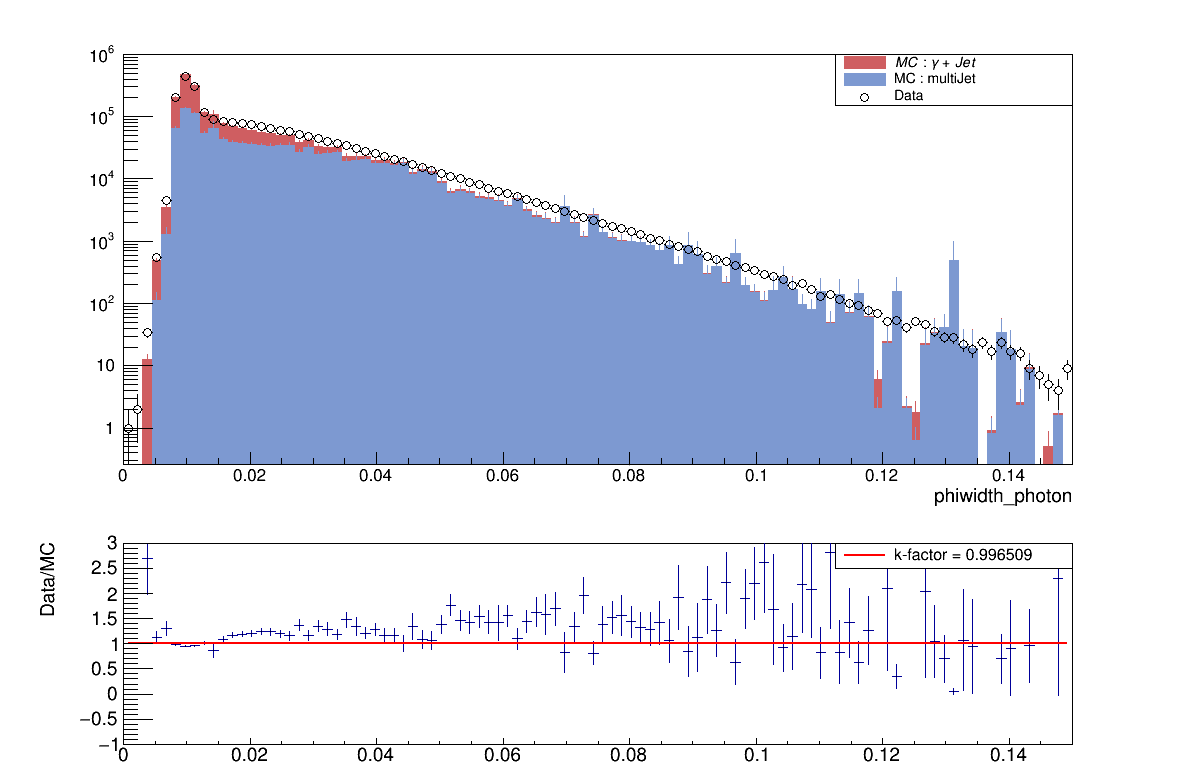 10^6
10^5
10^4
10^3
10^2
10
1
MC : γ + Jet
MC : multiJet
Data
0 0.02 0.04 0.06 0.08 0.1 0.12 0.14
phiwidth_photon
Data/MC
3
2.5
2
1.5
1
0.5
0
−0.5
−1
k-factor = 0.996509
0 0.02 0.04 0.06 0.08 0.1 0.12 0.14